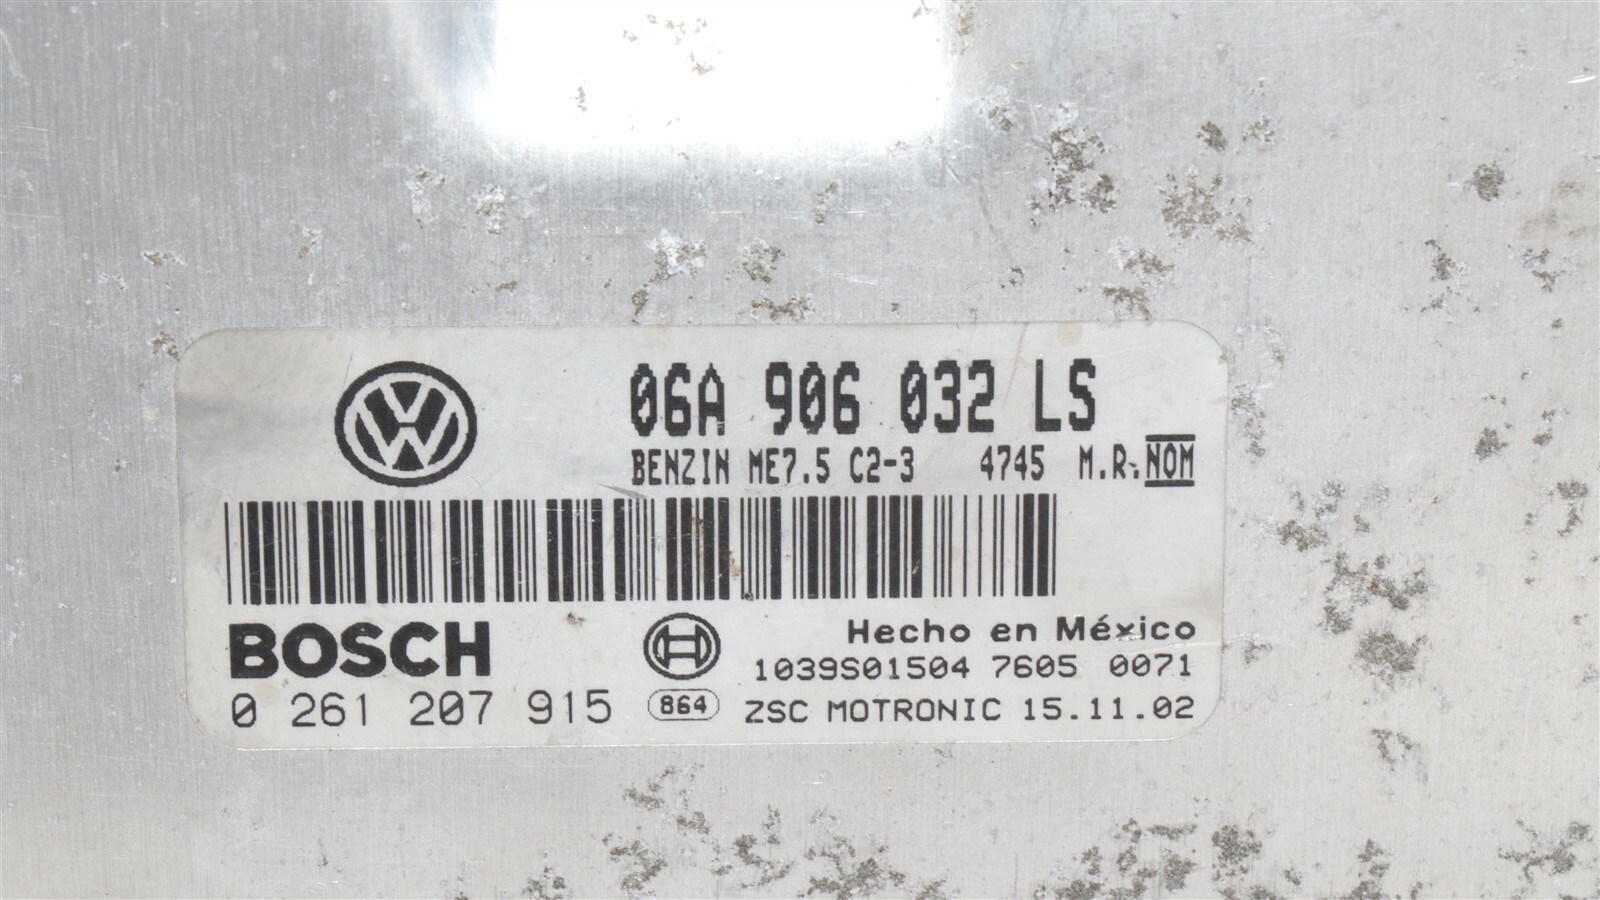 06A 906 032 LS
BENZIN ME7.5 C2-3 4745 M.R. NOM
BOSCH
Hecho en México
1039S01504 7605 0071
0 261 207 915
864
ZSC MOTRONIC 15.11.02